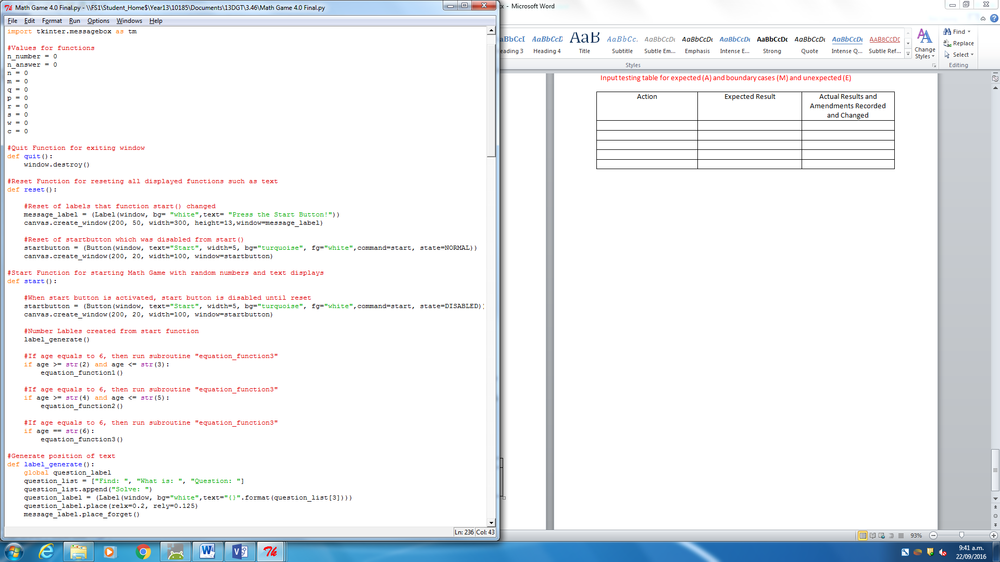 Math Game 4.0 Final.py - \\FS1\Student_Home$\Year13\10185\Documents\13DGT\3.46\Math Game 4.0 Final.py
File Edit Format Run Options Windows Help
import tkinter.messagebox as tm
#Values for functions
n_number = 0
n_answer = 0
n = 0
m = 0
q = 0
p = 0
r = 0
s = 0
w = 0
c = 0
#Quit Function for exiting window
def quit():
window.destroy()
#Reset Function for reseting all displayed functions such as text
def reset():
#Reset of labels that function start() changed
message_label = (Label(window, bg= "white",text= "Press the Start Button!"))
canvas.create_window(200, 50, width=300, height=13,window=message_label)
#Reset of startbutton which was disabled from start()
startbutton = (Button(window, text="Start", width=5, bg="turquoise", fg="white",command=start, state=NORMAL))
canvas.create_window(200, 20, width=100, window=startbutton)
#Start Function for starting Math Game with random numbers and text displays
def start():
#When start button is activated, start button is disabled until reset
startbutton = (Button(window, text="Start", width=5, bg="turquoise", fg="white",command=start, state=DISABLED))
canvas.create_window(200, 20, width=100, window=startbutton)
#Number Lables created from start function
label_generate()
#If age equals to 6, then run subroutine "equation_function3"
if age >= str(2) and age <= str(3):
equation_function1()
#If age equals to 6, then run subroutine "equation_function3"
if age >= str(4) and age <= str(5):
equation_function2()
#If age equals to 6, then run subroutine "equation_function3"
if age == str(6):
equation_function3()
#Generate position of text
def label_generate():
global question_label
question_list = ["Find: ", "What is: ", "Question: "]
question_list.append("Solve: ")
question_label = (Label(window, bg="white",text="{}".format(question_list[3])))
question_label.place(relx=0.2, rely=0.125)
message_label.place_forget()
Ln: 236 Col: 43
x - Microsoft Word
aBbCcI AaBbCcD AaB AaBbCc. AaBbCcDc AaBbCcDc AaBbCcDc AaBbCcDc AaBbCcDc AaBbCcDc AABBCCDC
eading 3 Heading 4 Title Subtitle Subtle Em... Emphasis Intense E... Strong Quote Intense Q... Subtle Ref...
Change Styles
Find
Replace
Select
Styles
Editing
Input testing table for expected (A) and boundary cases (M) and unexpected (E)
Action
Expected Result
Actual Results and
Amendments Recorded
and Changed
93%
9:41 a.m.
22/09/2016